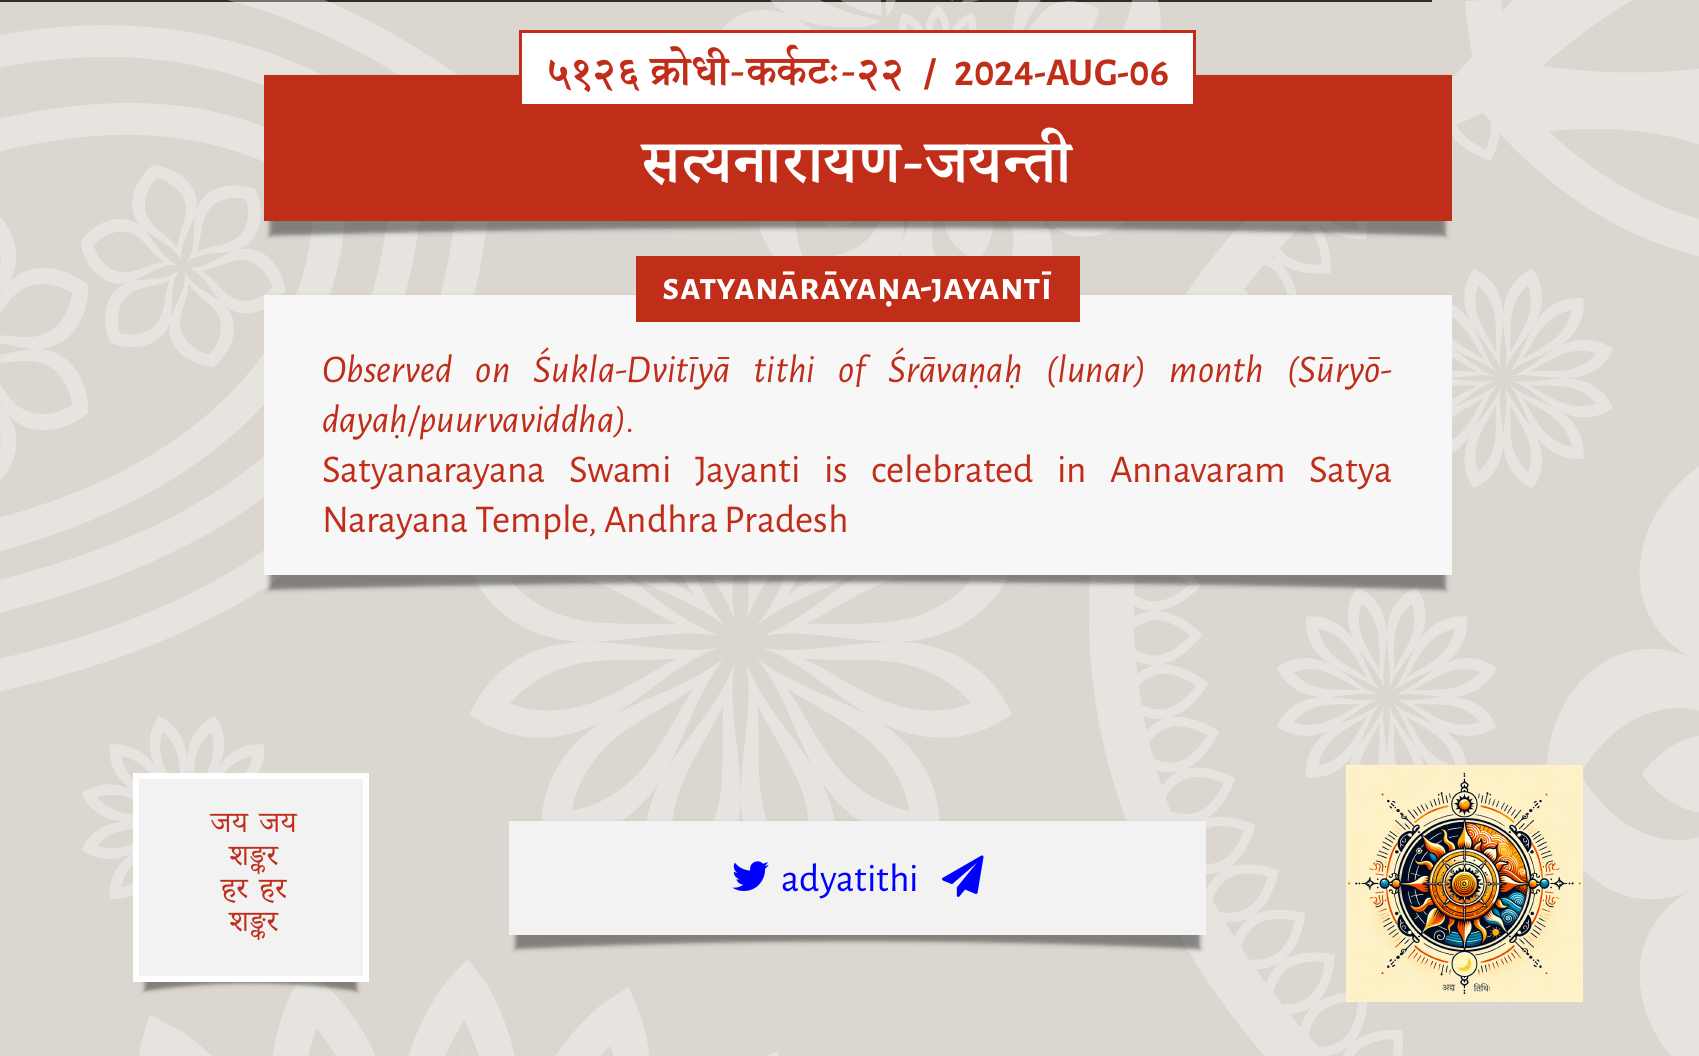 ५१२६ क्रोधी-कर्कटः-२२ / 2024-AUG-06
सत्यनारायण-जयन्ती
SATYANĀRĀYAṆA-JAYANTĪ
Observed on Śukla-Dvitīyā tithi of Śrāvaṇaḥ (lunar) month (Sūryō-
dayaḥ/puurvaviddha).
Satyanarayana Swami Jayanti is celebrated in Annavaram Satya
Narayana Temple, Andhra Pradesh
जय जय
शङ्कर
हर हर
शङ्कर
adyatithi
अद्य तिथिः